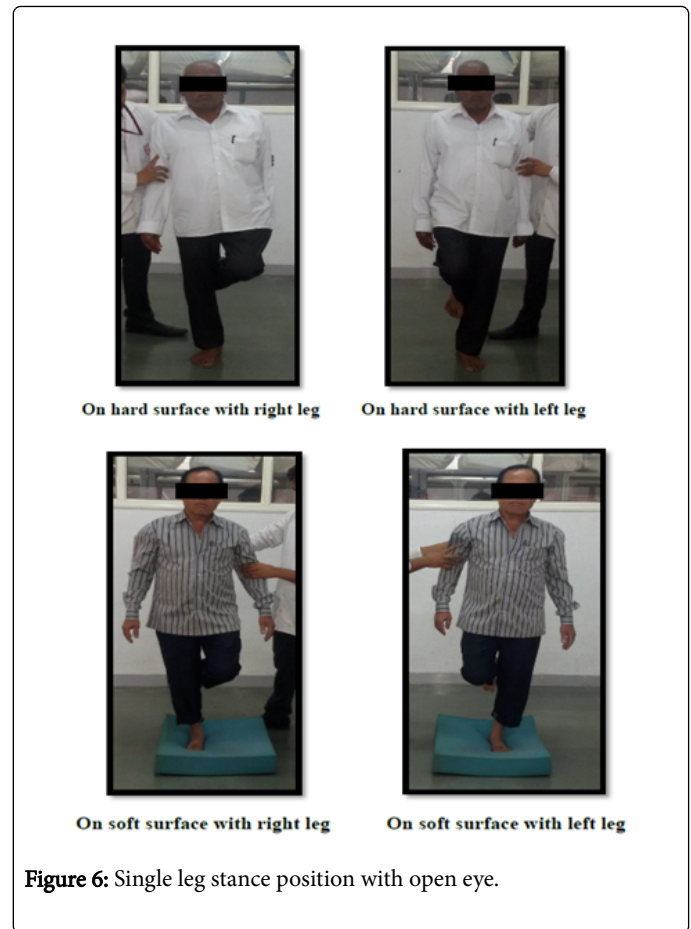 On hard surface with right leg
On hard surface with left leg
On soft surface with right leg
On soft surface with left leg
Figure 6: Single leg stance position with open eye.